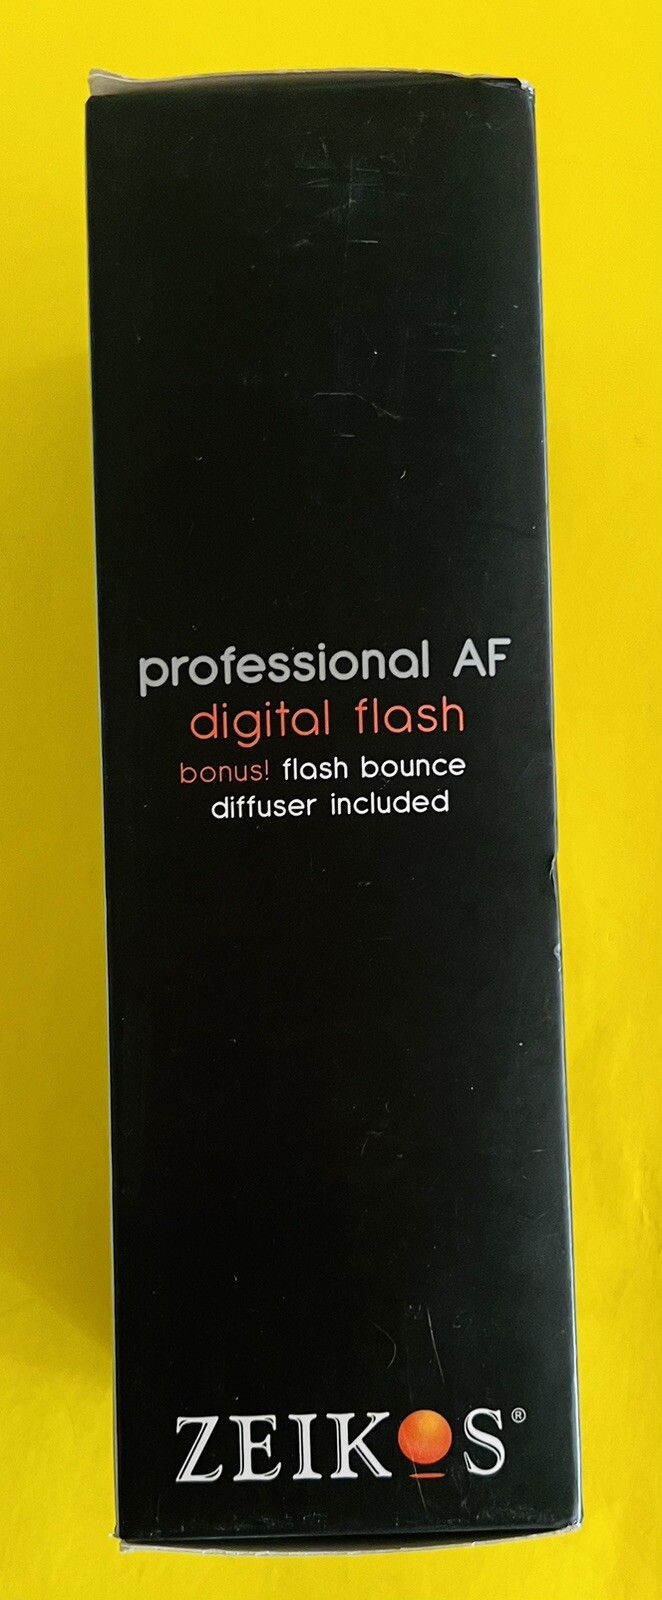 professional AF
digital flash
bonus! flash bounce
diffuser included
ZEIKOS®